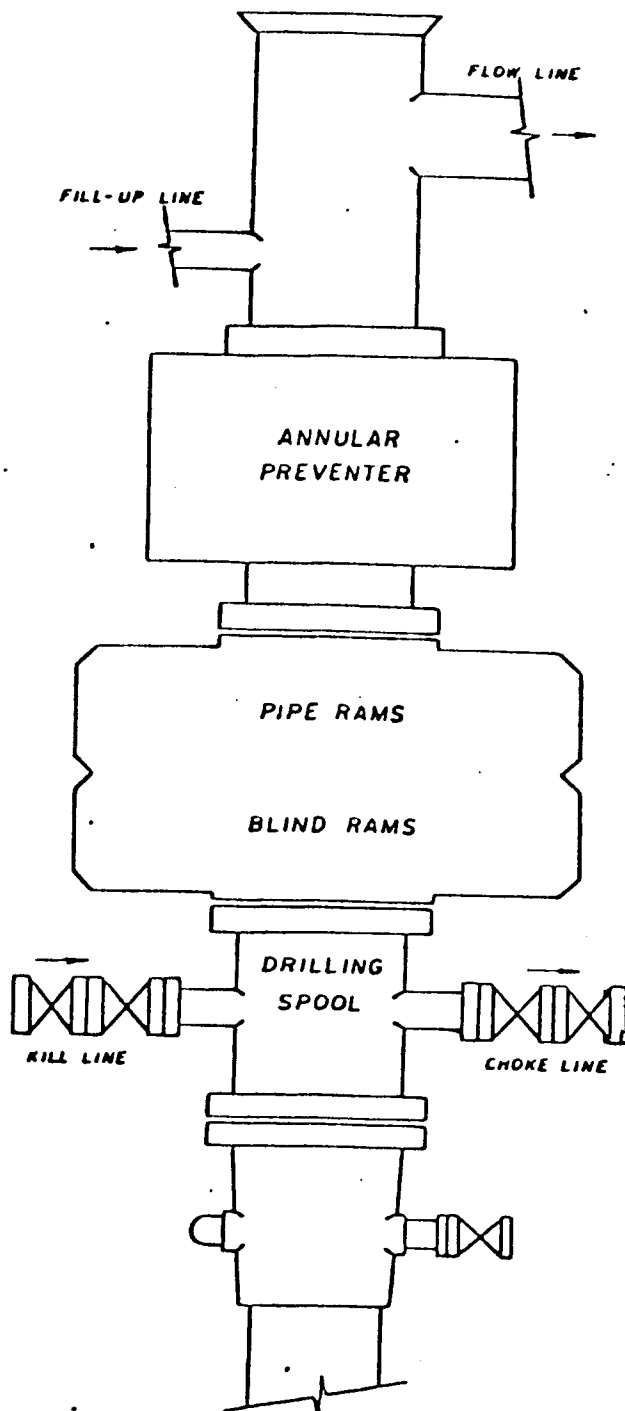 FLOW LINE
FILL-UP LINE
ANNULAR
PREVENTER
PIPE RAMS
BLIND RAMS
DRILLING
SPOOL
KILL LINE
CHOKE LINE